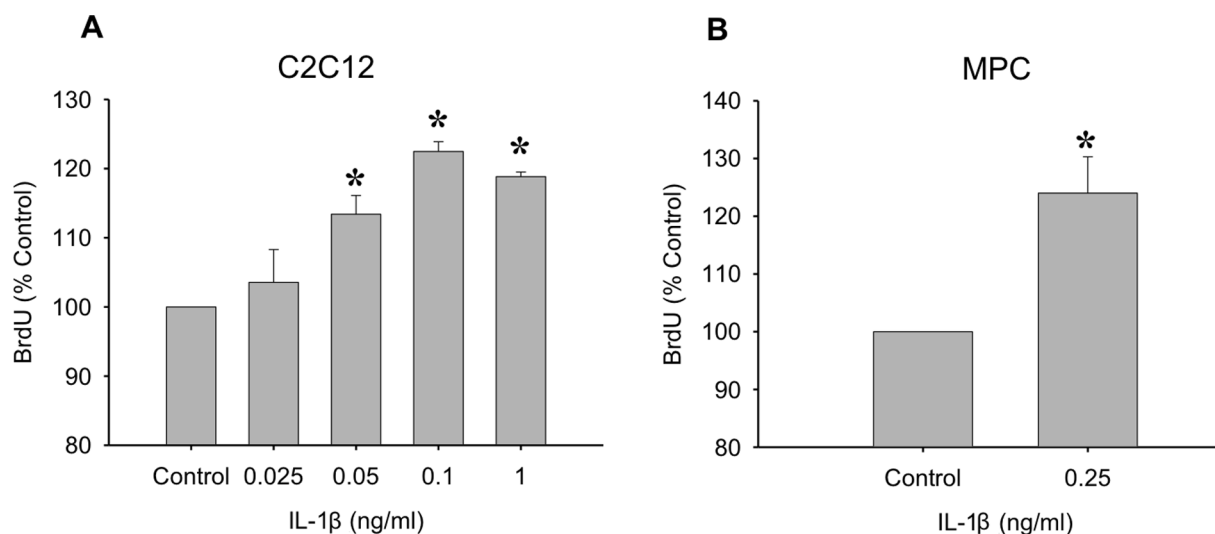 A
C2C12
BrdU (% Control)
130
120
110
100
90
80
*
*
*
Control 0.025 0.05 0.1 1
IL-1β (ng/ml)
B
MPC
BrdU (% Control)
140
130
120
110
100
90
80
*
Control 0.25
IL-1β (ng/ml)